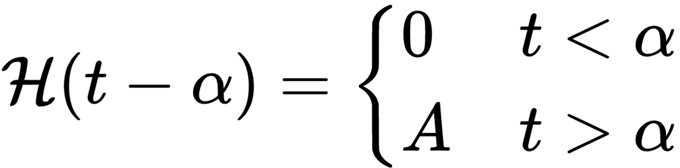 ℋ(t − α) = { 0 t < α
A t > α